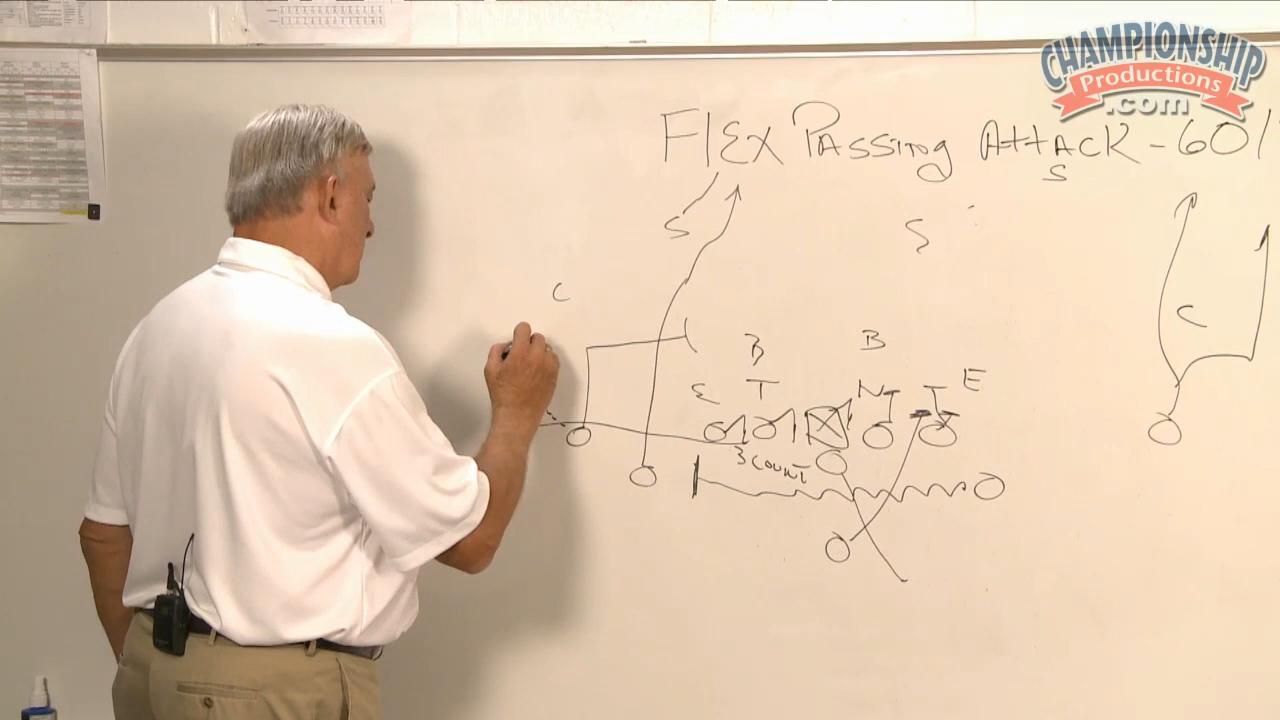 CHAMPIONSHIP
Productions
.com
Flex Passing Attack - 601
S
S
S
C
C
B
B
E
T
N
T
E
3 COUNT